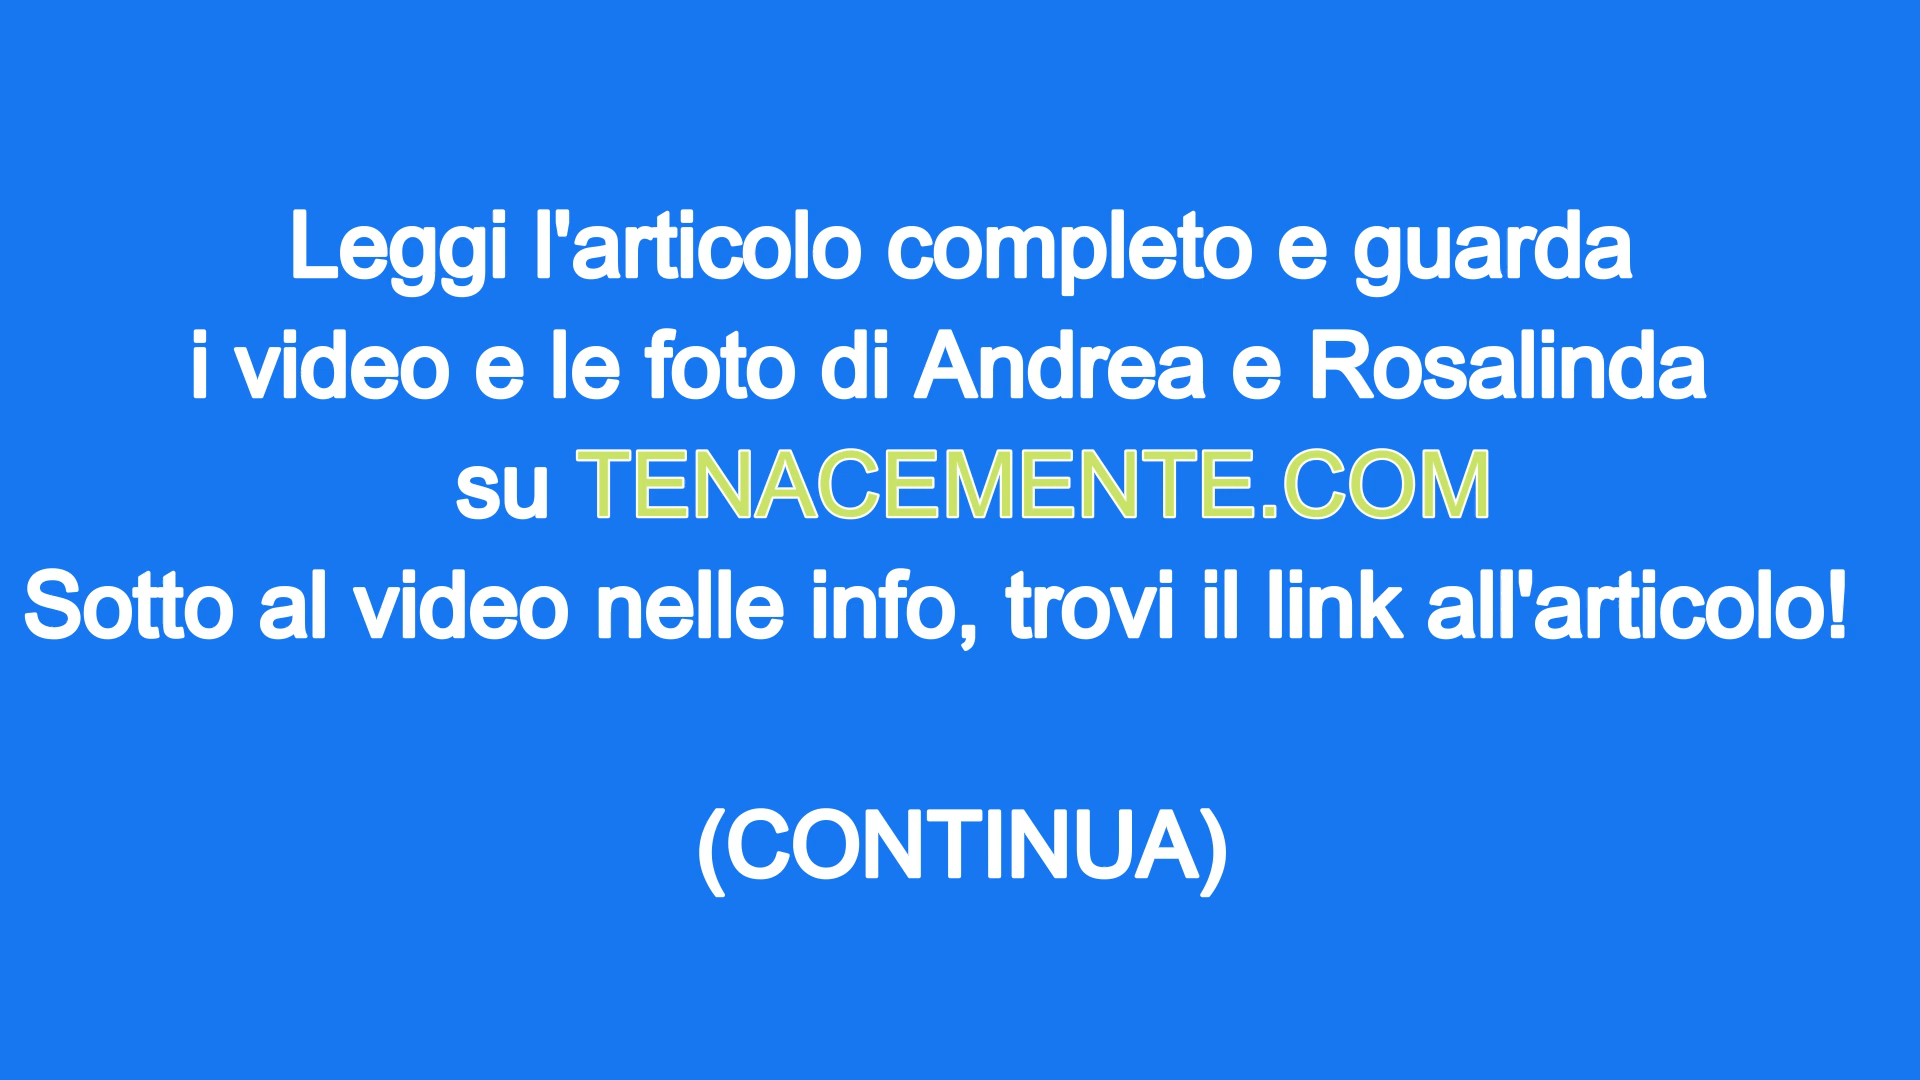 Leggi l'articolo completo e guarda
i video e le foto di Andrea e Rosalinda
su TENACEMENTE.COM
Sotto al video nelle info, trovi il link all'articolo!
(CONTINUA)